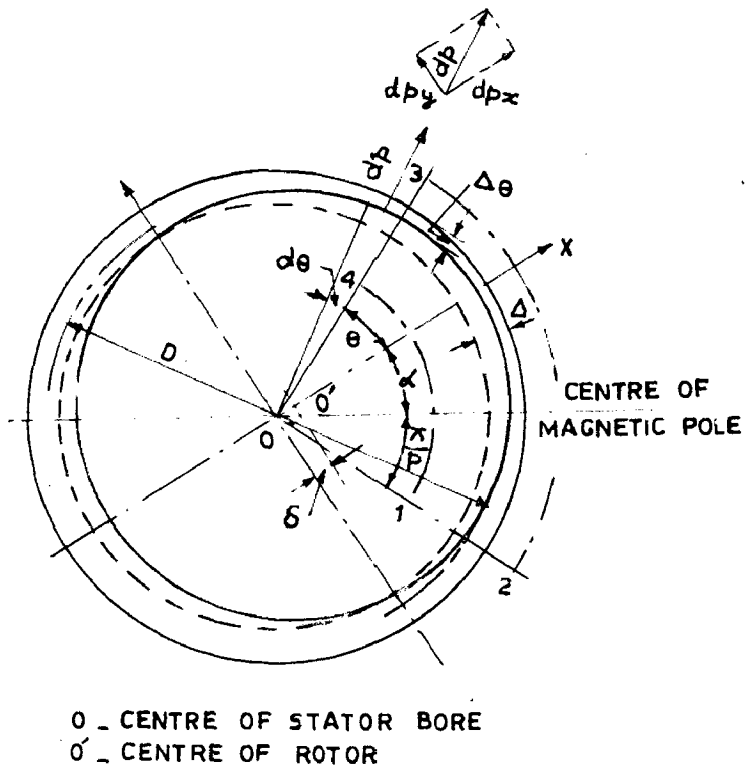 dp
dpy
dpx
dp
3
Δθ
X
dθ
4
Δ
θ
D
α
CENTRE OF
MAGNETIC POLE
O'
O
π
P
δ
1
2
O - CENTRE OF STATOR BORE
O' - CENTRE OF ROTOR